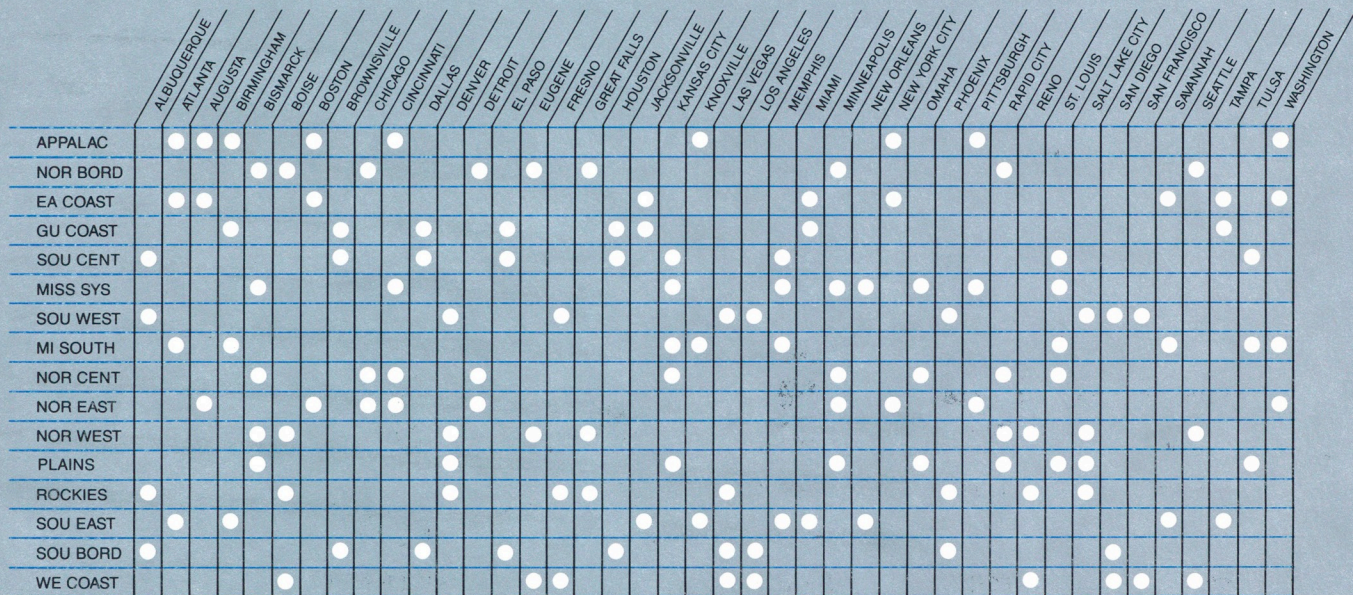 ALBUQUERQUE
ATLANTA
AUGUSTA
BIRMINGHAM
BISMARCK
BOISE
BOSTON
BROWNSVILLE
CHICAGO
CINCINNATI
DALLAS
DENVER
DETROIT
EL PASO
EUGENE
FRESNO
GREAT FALLS
HOUSTON
JACKSONVILLE
KANSAS CITY
KNOXVILLE
LAS VEGAS
LOS ANGELES
MEMPHIS
MIAMI
MINNEAPOLIS
NEW ORLEANS
NEW YORK CITY
OMAHA
PHOENIX
PITTSBURGH
RAPID CITY
RENO
ST. LOUIS
SALT LAKE CITY
SAN DIEGO
SAN FRANCISCO
SAVANNAH
SEATTLE
TAMPA
TULSA
WASHINGTON
APPALAC
NOR BORD
EA COAST
GU COAST
SOU CENT
MISS SYS
SOU WEST
MI SOUTH
NOR CENT
NOR EAST
NOR WEST
PLAINS
ROCKIES
SOU EAST
SOU BORD
WE COAST